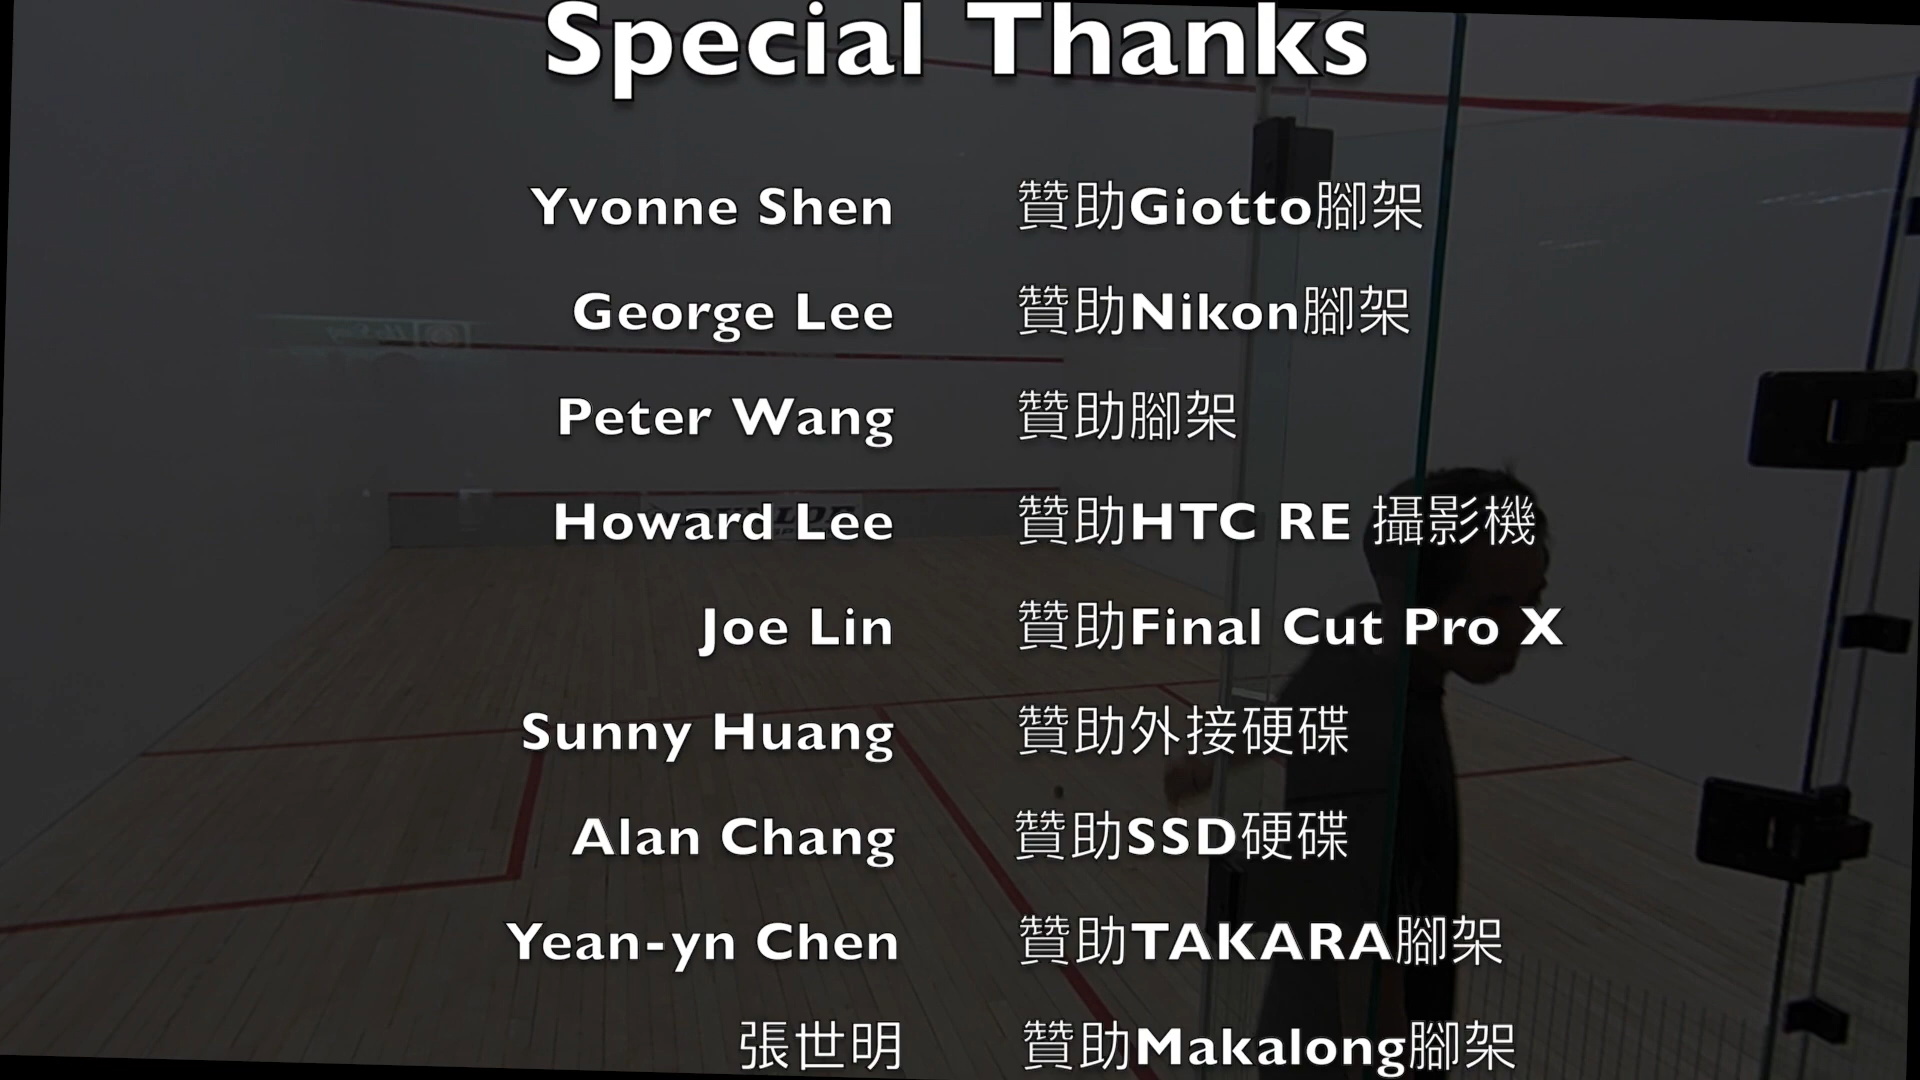 Special Thanks
Yvonne Shen 贊助Giotto腳架
George Lee 贊助Nikon腳架
Peter Wang 贊助腳架
Howard Lee 贊助HTC RE 攝影機
Joe Lin 贊助Final Cut Pro X
Sunny Huang 贊助外接硬碟
Alan Chang 贊助SSD硬碟
Yean-yn Chen 贊助TAKARA腳架
張世明 贊助Makalong腳架